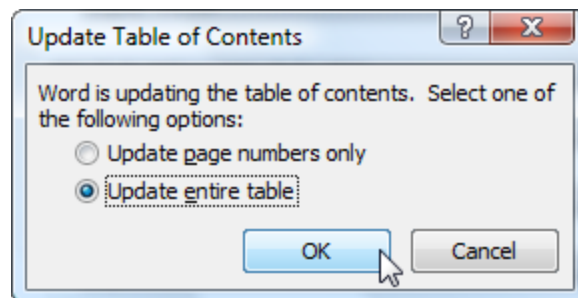 Update Table of Contents
Word is updating the table of contents. Select one of
the following options:
Update page numbers only
Update entire table
OK Cancel